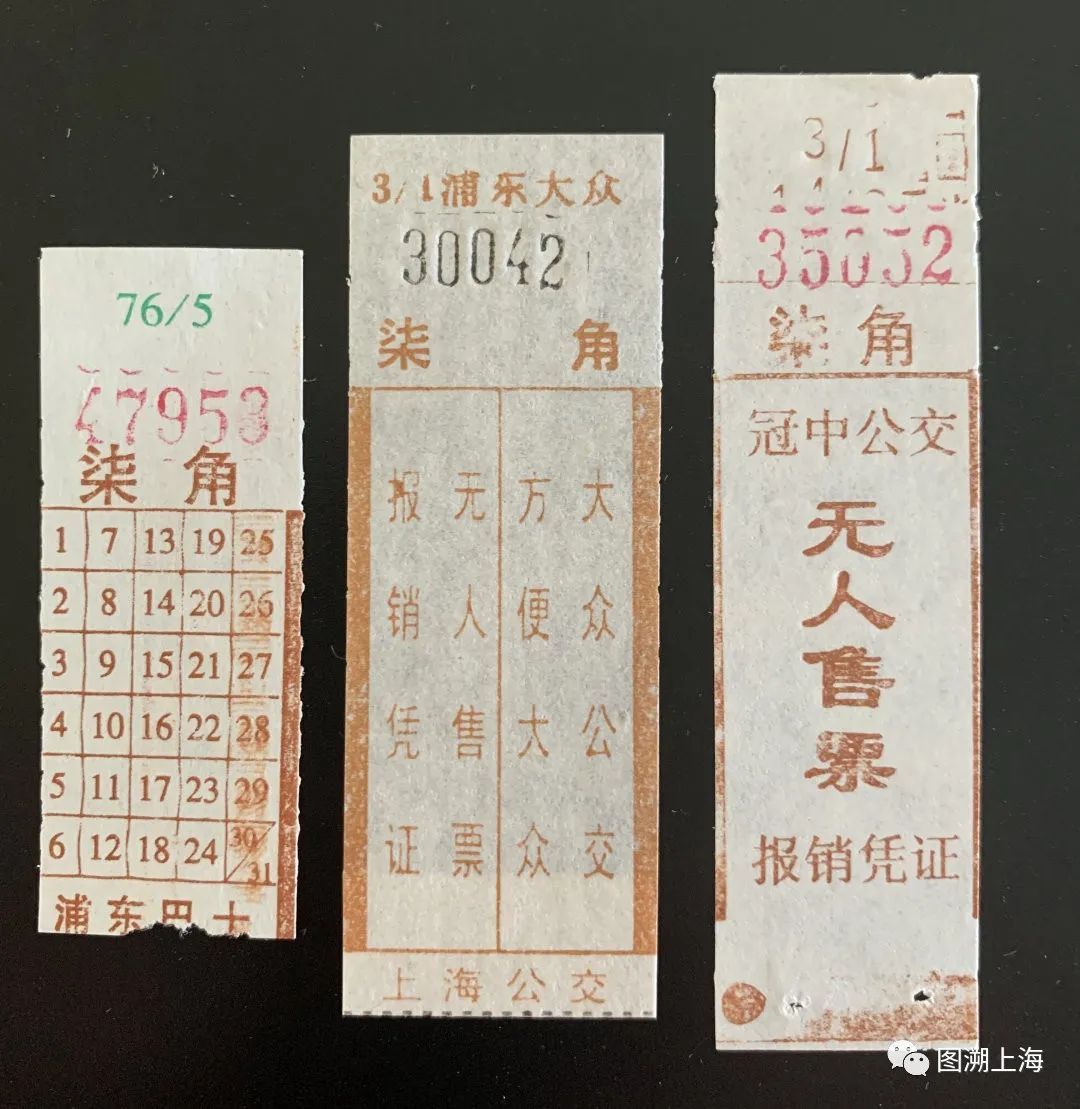 76/5
47953
柒角
1 7 13 19 25
2 8 14 20 26
3 9 15 21 27
4 10 16 22 28
5 11 17 23 29
6 12 18 24 30/31
浦东巴士
3/1浦东大众
30042
柒角
大众公交
方便大众
无人售票
报销凭证
上海公交
3/1
35052
柒角
冠中公交
无人售票
报销凭证
图溯上海